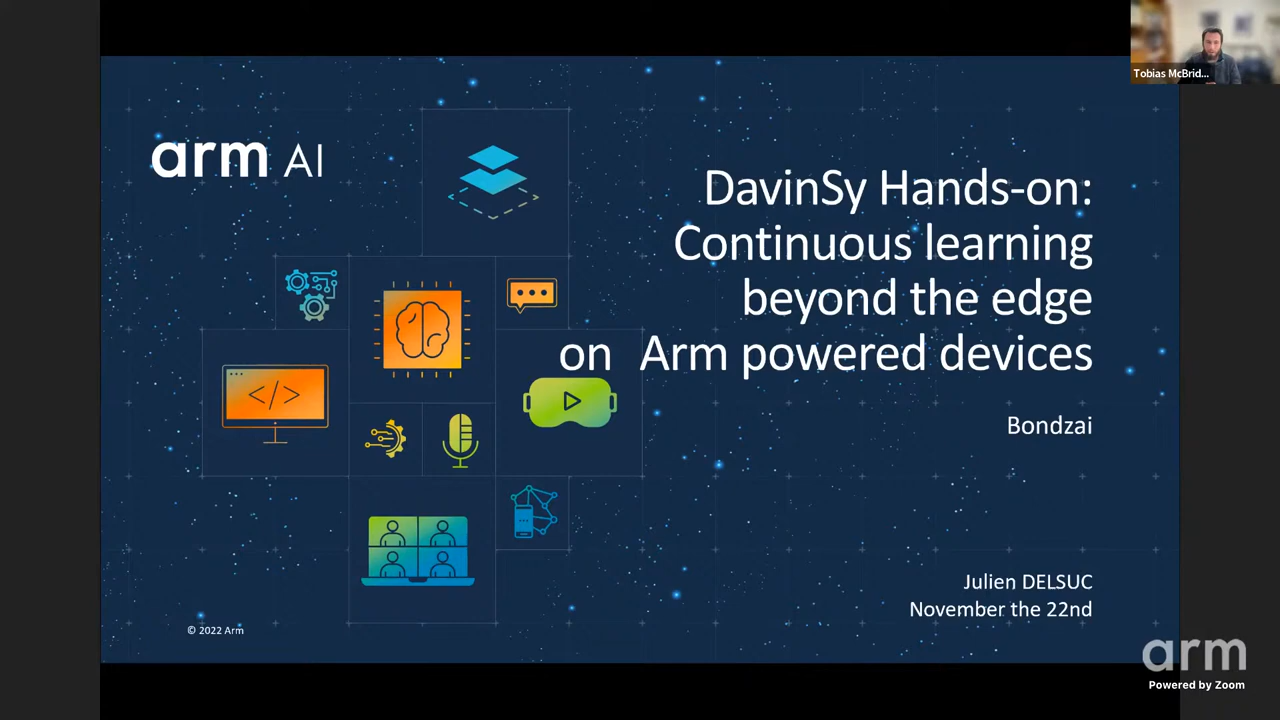 Tobias McBrid...
arm AI
DavinSy Hands-on:
Continuous learning
beyond the edge
on Arm powered devices
Bondzai
</>
Julien DELSUC
November the 22nd
© 2022 Arm
arm
Powered by Zoom